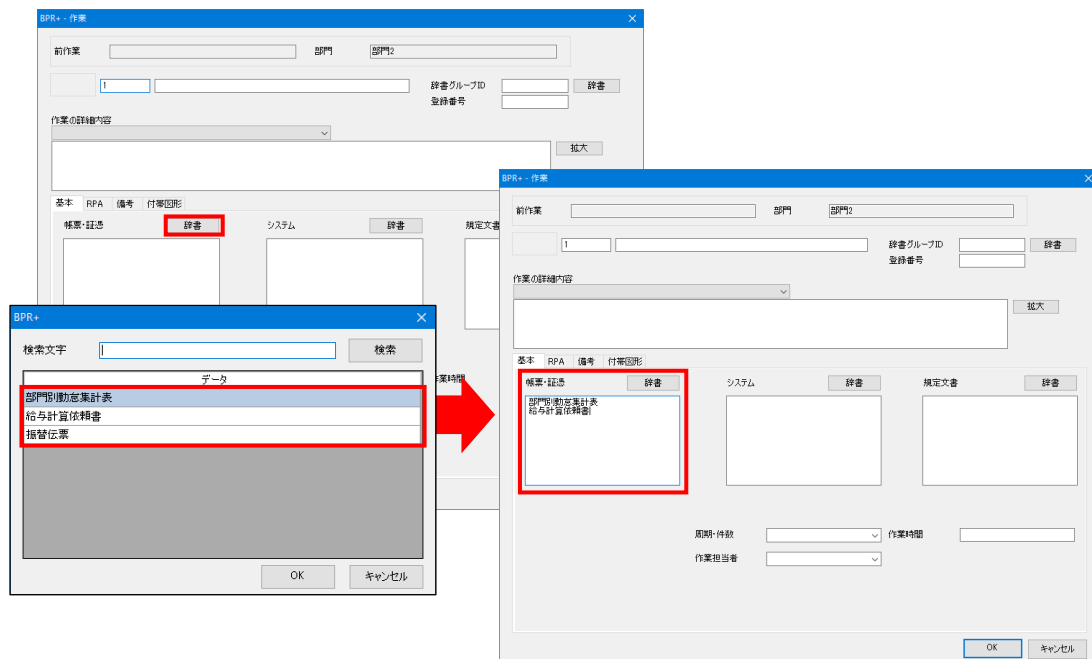 BPR+ - 作業
前作業 部門 部門2
1 辞書グループID 辞書
登録番号
作業の詳細内容
拡大
基本 RPA 備考 付帯図形
帳票・証憑 辞書 システム 辞書 規定文書
作業時間
BPR+
検索文字 検索
データ
部門別勤怠集計表
給与計算依頼書
振替伝票
OK キャンセル
BPR+ - 作業
前作業 部門 部門2
1 辞書グループID 辞書
登録番号
作業の詳細内容
拡大
基本 RPA 備考 付帯図形
帳票・証憑 辞書 システム 辞書 規定文書 辞書
部門別勤怠集計表
給与計算依頼書
周期・件数 作業時間
作業担当者
OK キャンセル